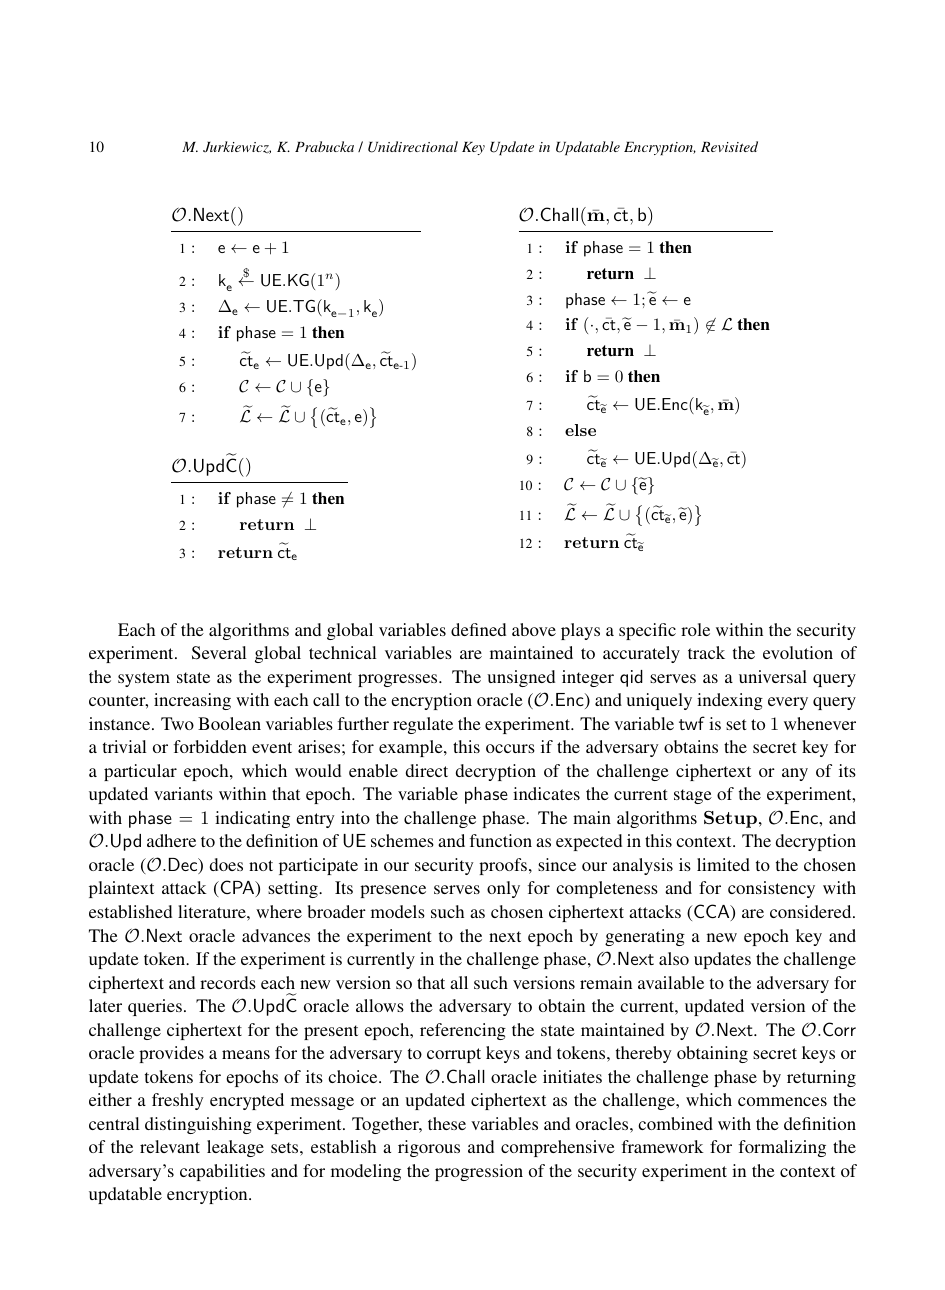 10 M. Jurkiewicz, K. Prabucka / Unidirectional Key Update in Updatable Encryption, Revisited
𝒪.Next()
1 : e ← e + 1
2 : kₑ ←$ UE.KG(1ⁿ)
3 : Δₑ ← UE.TG(kₑ₋₁, kₑ)
4 : if phase = 1 then
5 : c̃tₑ ← UE.Upd(Δₑ, c̃tₑ₋₁)
6 : 𝒞 ← 𝒞 ∪ {e}
7 : ℒ̃ ← ℒ̃ ∪ {(c̃tₑ, e)}
𝒪.UpdC̃()
1 : if phase ≠ 1 then
2 : return ⊥
3 : return c̃tₑ
𝒪.Chall(m̄, c̄t, b)
1 : if phase = 1 then
2 : return ⊥
3 : phase ← 1; ẽ ← e
4 : if (·, c̄t, ẽ − 1, m̄₁) ∉ ℒ then
5 : return ⊥
6 : if b = 0 then
7 : c̃t_ẽ ← UE.Enc(k_ẽ, m̄)
8 : else
9 : c̃t_ẽ ← UE.Upd(Δ_ẽ, c̄t)
10 : 𝒞 ← 𝒞 ∪ {ẽ}
11 : ℒ̃ ← ℒ̃ ∪ {(c̃t_ẽ, ẽ)}
12 : return c̃t_ẽ
Each of the algorithms and global variables defined above plays a specific role within the security
experiment. Several global technical variables are maintained to accurately track the evolution of
the system state as the experiment progresses. The unsigned integer qid serves as a universal query
counter, increasing with each call to the encryption oracle (𝒪.Enc) and uniquely indexing every query
instance. Two Boolean variables further regulate the experiment. The variable twf is set to 1 whenever
a trivial or forbidden event arises; for example, this occurs if the adversary obtains the secret key for
a particular epoch, which would enable direct decryption of the challenge ciphertext or any of its
updated variants within that epoch. The variable phase indicates the current stage of the experiment,
with phase = 1 indicating entry into the challenge phase. The main algorithms Setup, 𝒪.Enc, and
𝒪.Upd adhere to the definition of UE schemes and function as expected in this context. The decryption
oracle (𝒪.Dec) does not participate in our security proofs, since our analysis is limited to the chosen
plaintext attack (CPA) setting. Its presence serves only for completeness and for consistency with
established literature, where broader models such as chosen ciphertext attacks (CCA) are considered.
The 𝒪.Next oracle advances the experiment to the next epoch by generating a new epoch key and
update token. If the experiment is currently in the challenge phase, 𝒪.Next also updates the challenge
ciphertext and records each new version so that all such versions remain available to the adversary for
later queries. The 𝒪.UpdC̃ oracle allows the adversary to obtain the current, updated version of the
challenge ciphertext for the present epoch, referencing the state maintained by 𝒪.Next. The 𝒪.Corr
oracle provides a means for the adversary to corrupt keys and tokens, thereby obtaining secret keys or
update tokens for epochs of its choice. The 𝒪.Chall oracle initiates the challenge phase by returning
either a freshly encrypted message or an updated ciphertext as the challenge, which commences the
central distinguishing experiment. Together, these variables and oracles, combined with the definition
of the relevant leakage sets, establish a rigorous and comprehensive framework for formalizing the
adversary's capabilities and for modeling the progression of the security experiment in the context of
updatable encryption.